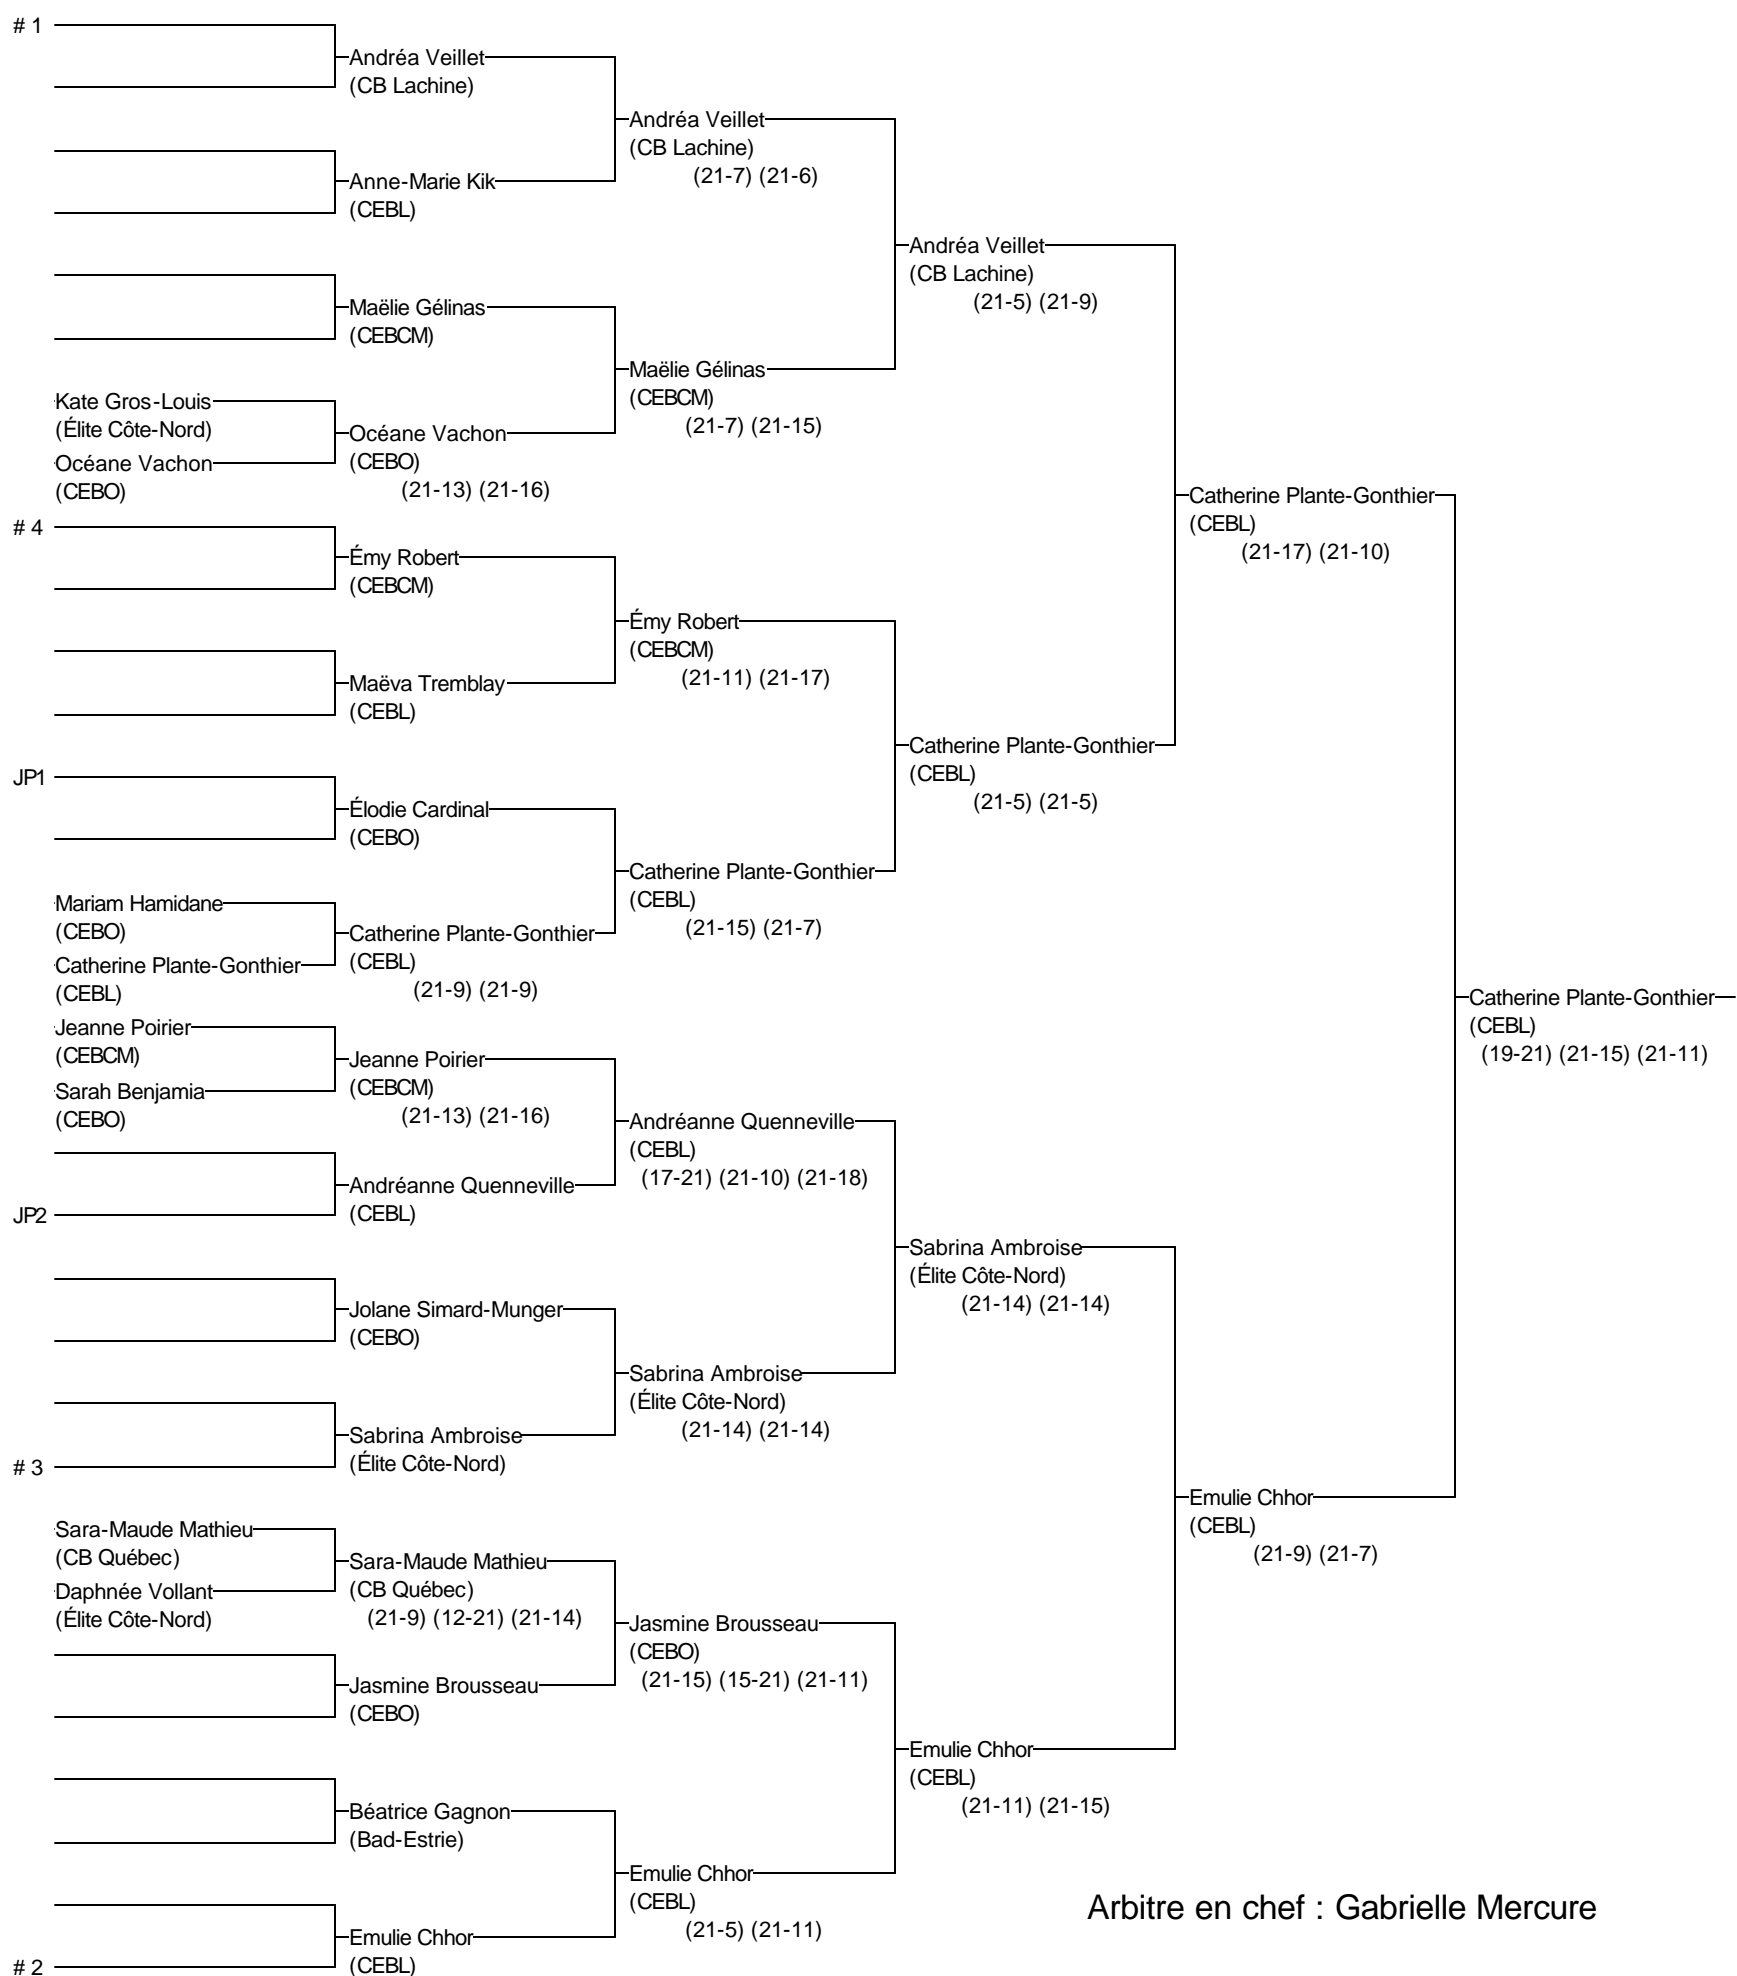 # 1
Andréa Veillet
(CB Lachine)
Andréa Veillet
(CB Lachine)
(21-7) (21-6)
Anne-Marie Kik
(CEBL)
Andréa Veillet
(CB Lachine)
(21-5) (21-9)
Maëlie Gélinas
(CEBCM)
Maëlie Gélinas
(CEBCM)
(21-7) (21-15)
Kate Gros-Louis
(Élite Côte-Nord)
Océane Vachon
(CEBO)
(21-13) (21-16)
Océane Vachon
(CEBO)
Catherine Plante-Gonthier
(CEBL)
(21-17) (21-10)
# 4
Émy Robert
(CEBCM)
Émy Robert
(CEBCM)
(21-11) (21-17)
Maëva Tremblay
(CEBL)
Catherine Plante-Gonthier
(CEBL)
(21-5) (21-5)
JP1
Élodie Cardinal
(CEBO)
Catherine Plante-Gonthier
(CEBL)
(21-15) (21-7)
Mariam Hamidane
(CEBO)
Catherine Plante-Gonthier
(CEBL)
(21-9) (21-9)
Catherine Plante-Gonthier
(CEBL)
Catherine Plante-Gonthier
(CEBL)
(19-21) (21-15) (21-11)
Jeanne Poirier
(CEBCM)
Jeanne Poirier
(CEBCM)
(21-13) (21-16)
Sarah Benjamia
(CEBO)
Andréanne Quenneville
(CEBL)
(17-21) (21-10) (21-18)
Andréanne Quenneville
(CEBL)
JP2
Sabrina Ambroise
(Élite Côte-Nord)
(21-14) (21-14)
Jolane Simard-Munger
(CEBO)
Sabrina Ambroise
(Élite Côte-Nord)
(21-14) (21-14)
Sabrina Ambroise
(Élite Côte-Nord)
# 3
Emulie Chhor
(CEBL)
(21-9) (21-7)
Sara-Maude Mathieu
(CB Québec)
Sara-Maude Mathieu
(CB Québec)
(21-9) (12-21) (21-14)
Daphnée Vollant
(Élite Côte-Nord)
Jasmine Brousseau
(CEBO)
(21-15) (15-21) (21-11)
Jasmine Brousseau
(CEBO)
Emulie Chhor
(CEBL)
(21-11) (21-15)
Béatrice Gagnon
(Bad-Estrie)
Emulie Chhor
(CEBL)
(21-5) (21-11)
Arbitre en chef : Gabrielle Mercure
Emulie Chhor
(CEBL)
# 2